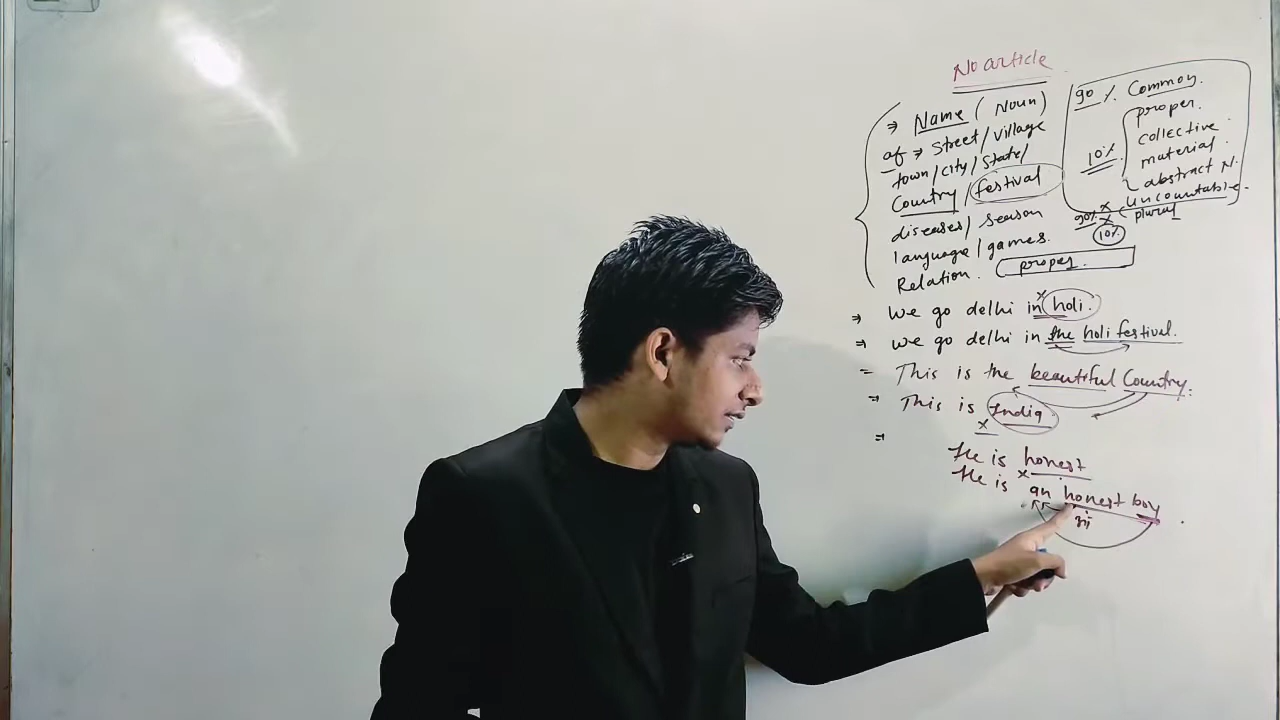 No article
⇒ Name (Noun)
of ⇒ Street/village
town/city/state/
Country/festival
diseases/season
language/games.
Relation. proper.
90 % Common.
proper.
collective.
10% material.
abstract N.
90% x uncountable.
x plural
10%
⇒ We go delhi in x holi.
⇒ we go delhi in the holi festival.
= This is the beautiful Country.
= This is India.
x
=
He is honest
He is x an honest boy